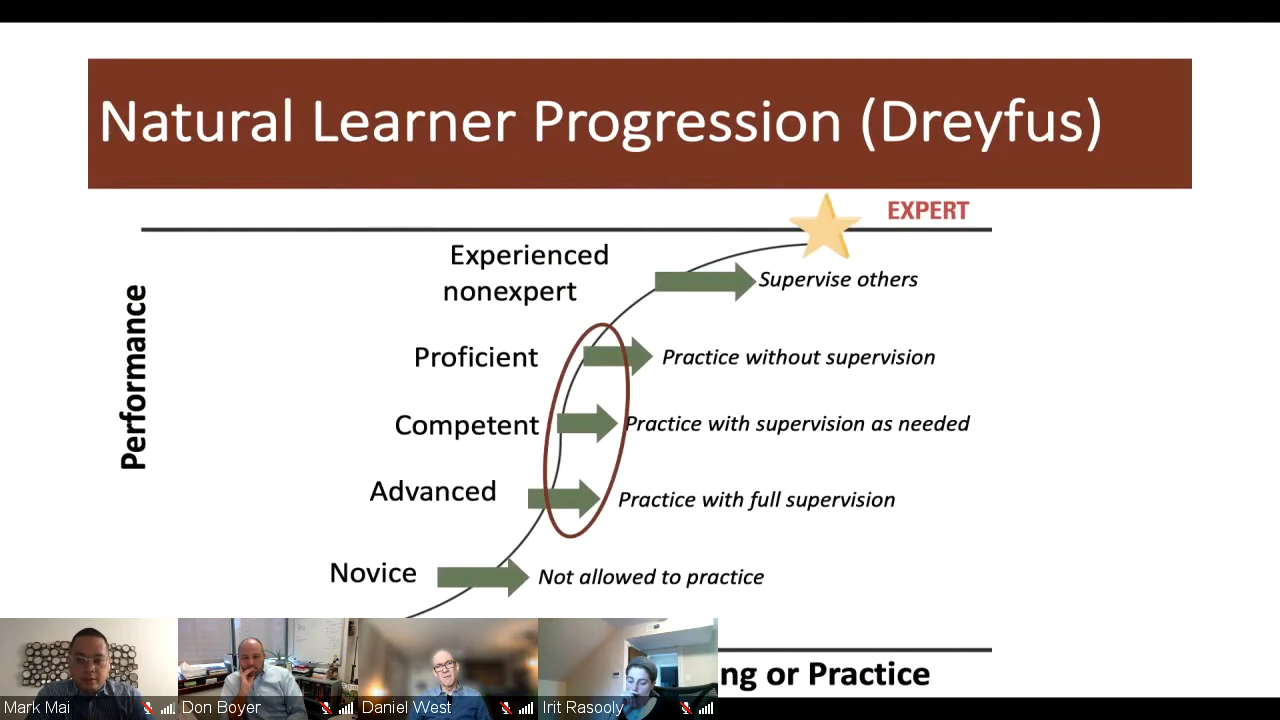 Natural Learner Progression (Dreyfus)
EXPERT
Experienced
nonexpert
Supervise others
Performance
Proficient
Practice without supervision
Competent
Practice with supervision as needed
Advanced
Practice with full supervision
Novice
Not allowed to practice
ng or Practice
Mark Mai
Don Boyer
Daniel West
Irit Rasooly